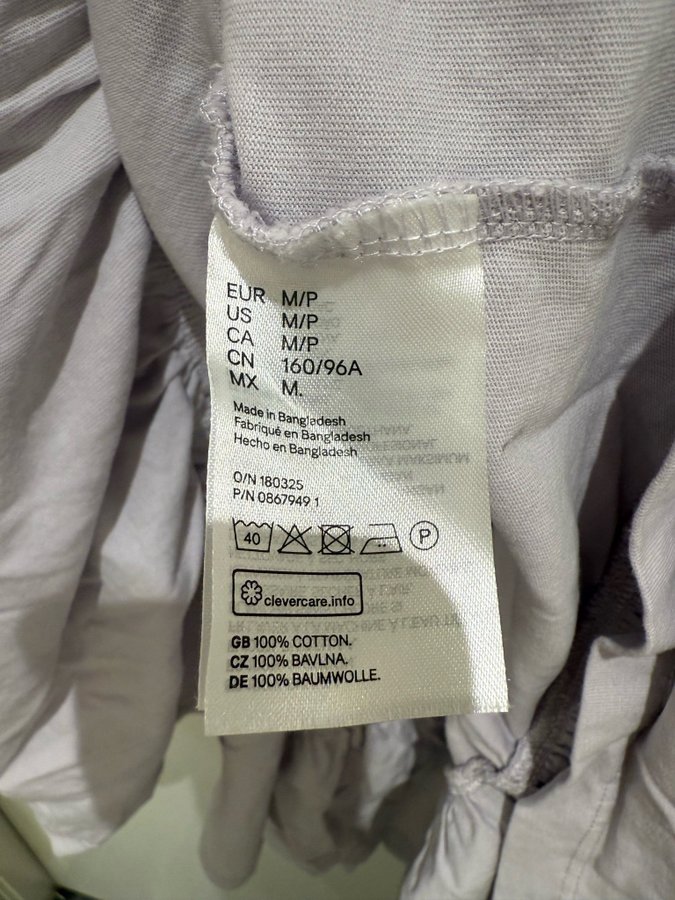 EUR M/P
US M/P
CA M/P
CN 160/96A
MX M.
Made in Bangladesh
Fabriqué en Bangladesh
Hecho en Bangladesh
O/N 180325
P/N 0867949 1
40 P
clevercare.info
GB 100% COTTON.
CZ 100% BAVLNA.
DE 100% BAUMWOLLE.